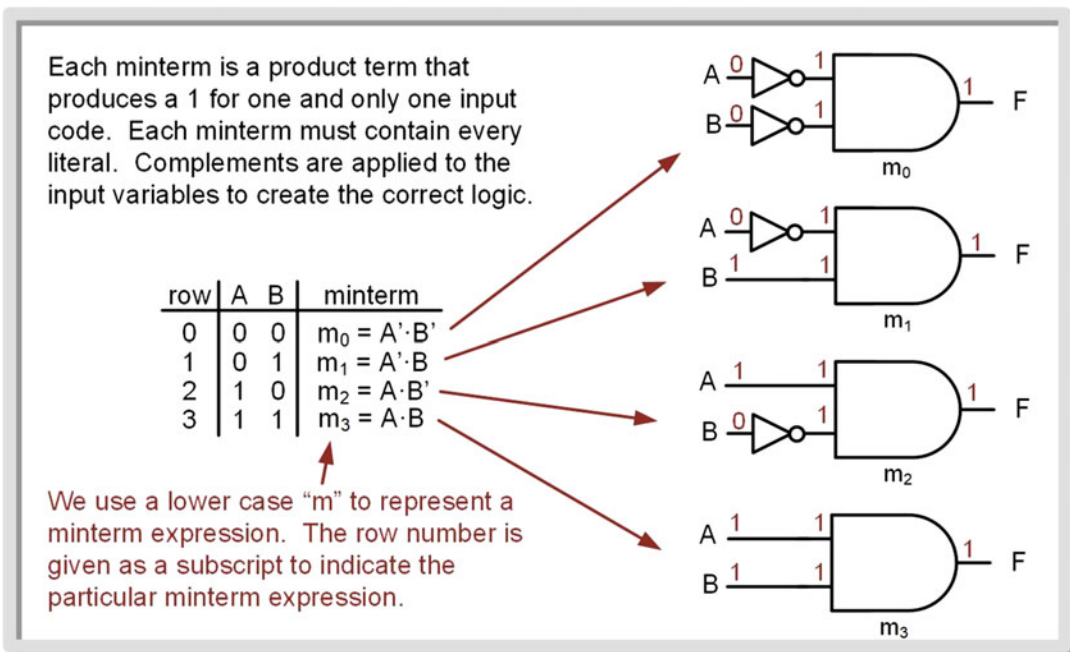 Each minterm is a product term that
produces a 1 for one and only one input
code.  Each minterm must contain every
literal.  Complements are applied to the
input variables to create the correct logic.
row A B minterm
0 0 0 m₀ = A’·B’
1 0 1 m₁ = A’·B
2 1 0 m₂ = A·B’
3 1 1 m₃ = A·B
We use a lower case “m” to represent a
minterm expression.  The row number is
given as a subscript to indicate the
particular minterm expression.
A 0 1
B 0 1
1 F
m₀
A 0 1
B 1 1
1 F
m₁
A 1 1
B 0 1
1 F
m₂
A 1 1
B 1 1
1 F
m₃